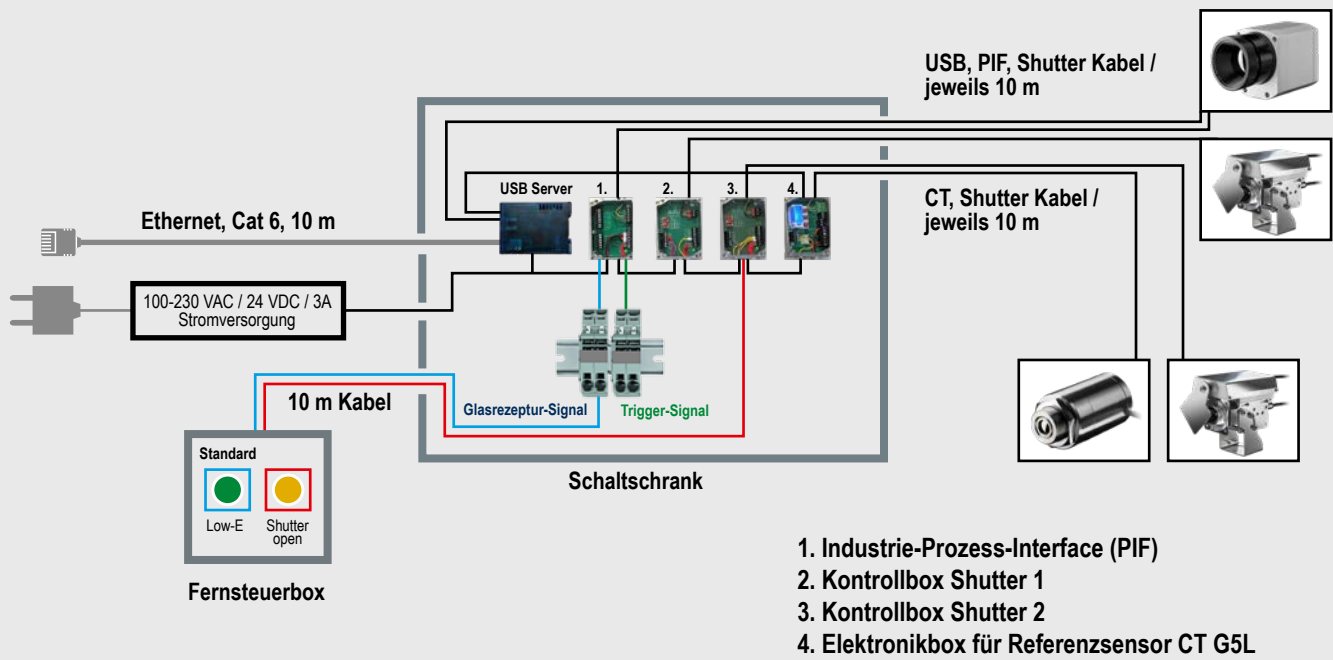 USB, PIF, Shutter Kabel /
jeweils 10 m
USB Server
1.
2.
3.
4.
Ethernet, Cat 6, 10 m
CT, Shutter Kabel /
jeweils 10 m
100-230 VAC / 24 VDC / 3A
Stromversorgung
10 m Kabel
Glasrezeptur-Signal
Trigger-Signal
Standard
Low-E
Shutter
open
Schaltschrank
Fernsteuerbox
1. Industrie-Prozess-Interface (PIF)
2. Kontrollbox Shutter 1
3. Kontrollbox Shutter 2
4. Elektronikbox für Referenzsensor CT G5L